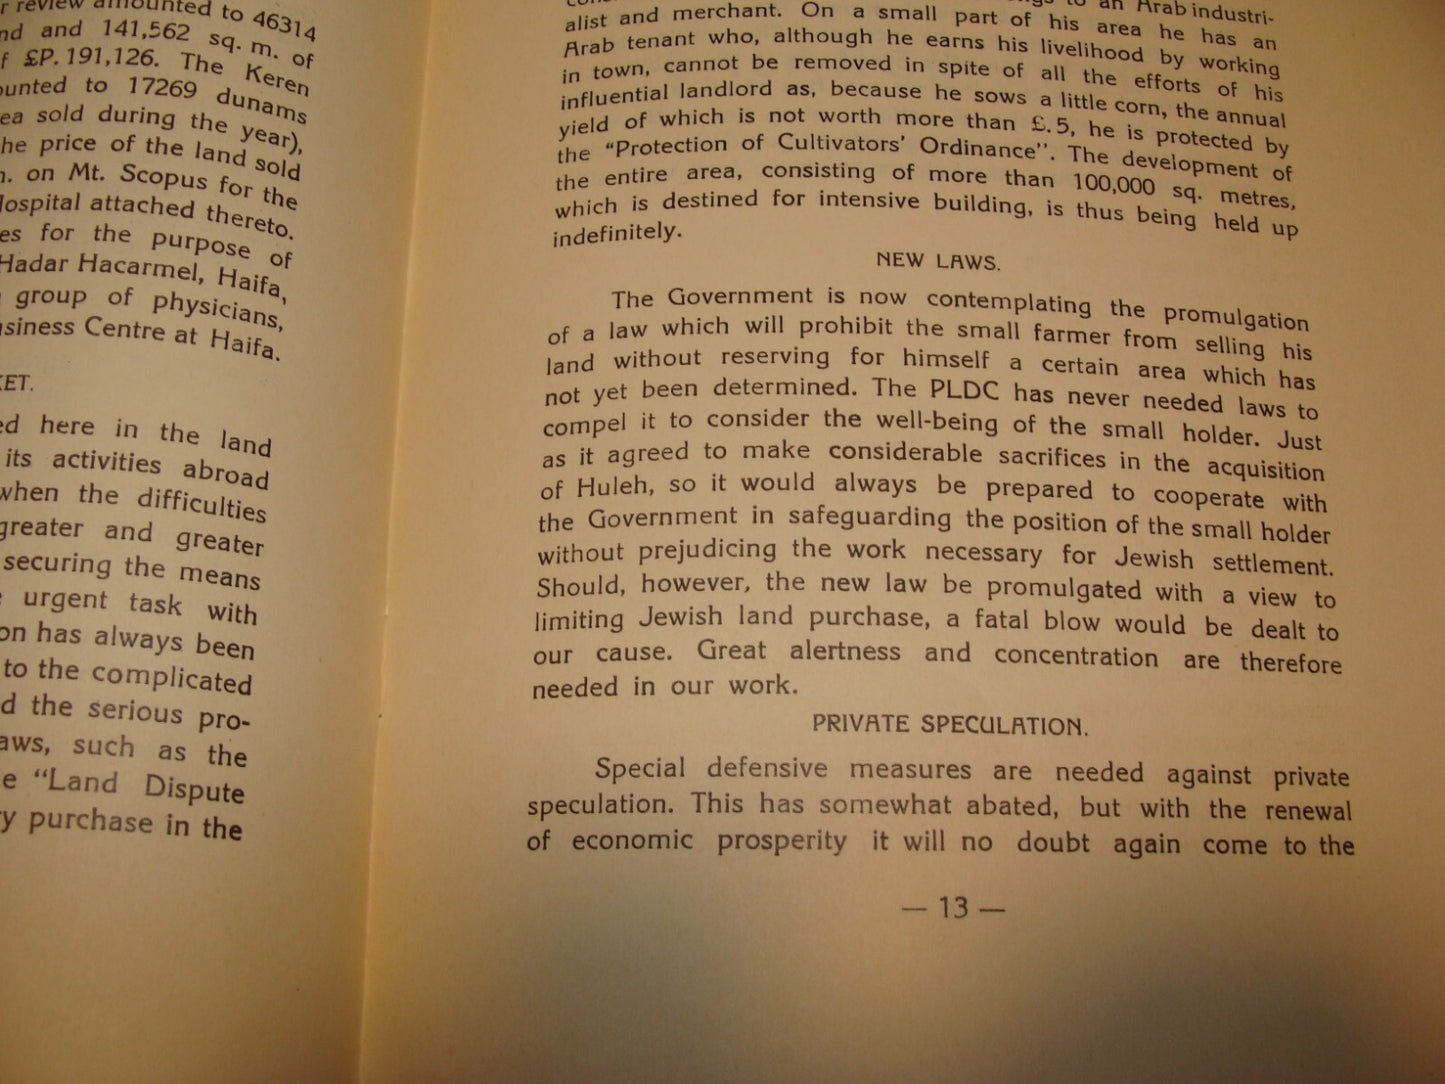 r review amounted to 46314
nd and 141,562 sq. m. of
f £P. 191,126. The Keren
ounted to 17269 dunams
ea sold during the year),
he price of the land sold
n. on Mt. Scopus for the
Hospital attached thereto.
es for the purpose of
Hadar Hacarmel, Haifa,
group of physicians,
usiness Centre at Haifa.
KET.
ed here in the land
its activities abroad
when the difficulties
greater and greater
securing the means
e urgent task with
on has always been
to the complicated
d the serious pro-
aws, such as the
e "Land Dispute
ry purchase in the
to an Arab industri-
alist and merchant. On a small part of his area he has an
Arab tenant who, although he earns his livelihood by working
in town, cannot be removed in spite of all the efforts of his
influential landlord as, because he sows a little corn, the annual
yield of which is not worth more than £.5, he is protected by
the "Protection of Cultivators' Ordinance". The development of
the entire area, consisting of more than 100,000 sq. metres,
which is destined for intensive building, is thus being held up
indefinitely.
NEW LAWS.
The Government is now contemplating the promulgation
of a law which will prohibit the small farmer from selling his
land without reserving for himself a certain area which has
not yet been determined. The PLDC has never needed laws to
compel it to consider the well-being of the small holder. Just
as it agreed to make considerable sacrifices in the acquisition
of Huleh, so it would always be prepared to cooperate with
the Government in safeguarding the position of the small holder
without prejudicing the work necessary for Jewish settlement.
Should, however, the new law be promulgated with a view to
limiting Jewish land purchase, a fatal blow would be dealt to
our cause. Great alertness and concentration are therefore
needed in our work.
PRIVATE SPECULATION.
Special defensive measures are needed against private
speculation. This has somewhat abated, but with the renewal
of economic prosperity it will no doubt again come to the
— 13 —